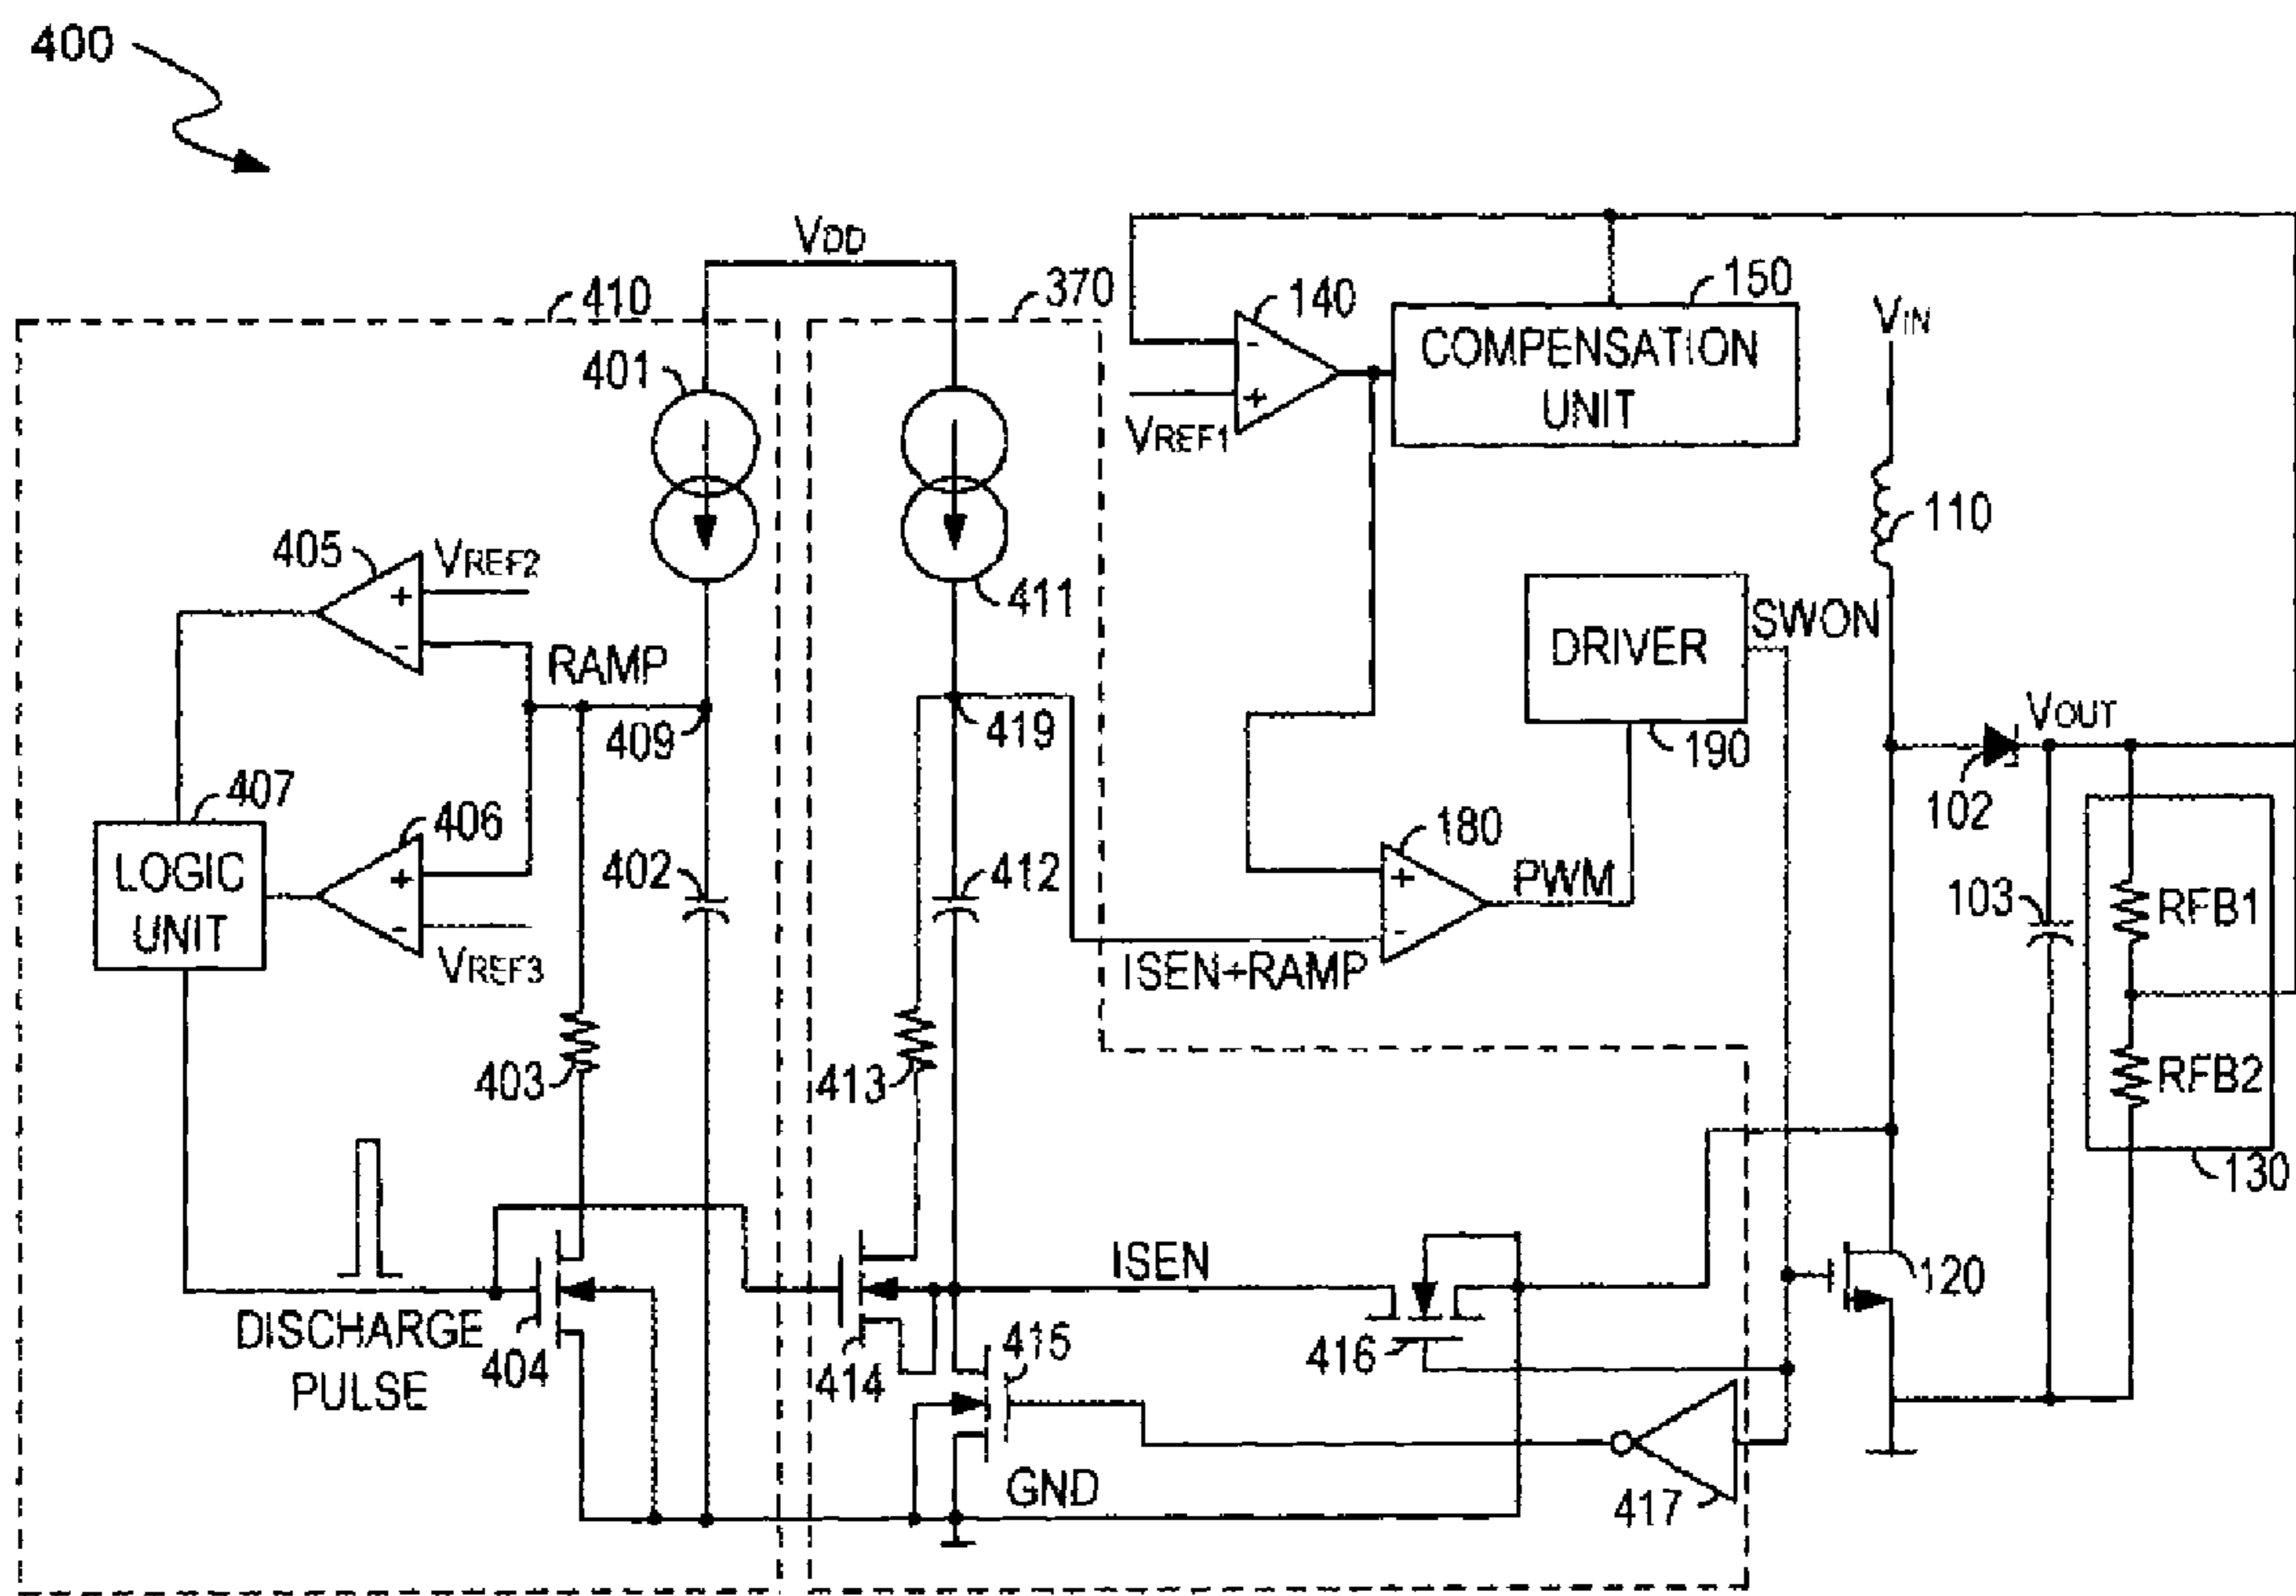 400
VDD
410
370
140
150
COMPENSATION
UNIT
VIN
401
VREF1
110
405
VREF2
411
DRIVER
SWON
RAMP
409
419
190
VOUT
102
407
406
LOGIC
UNIT
402
412
180
PWM
103
RFB1
VREF3
ISEN+RAMP
403
413
RFB2
130
ISEN
120
DISCHARGE
PULSE
404
414
415
416
GND
417
+
-
+
-
-
+
+
-